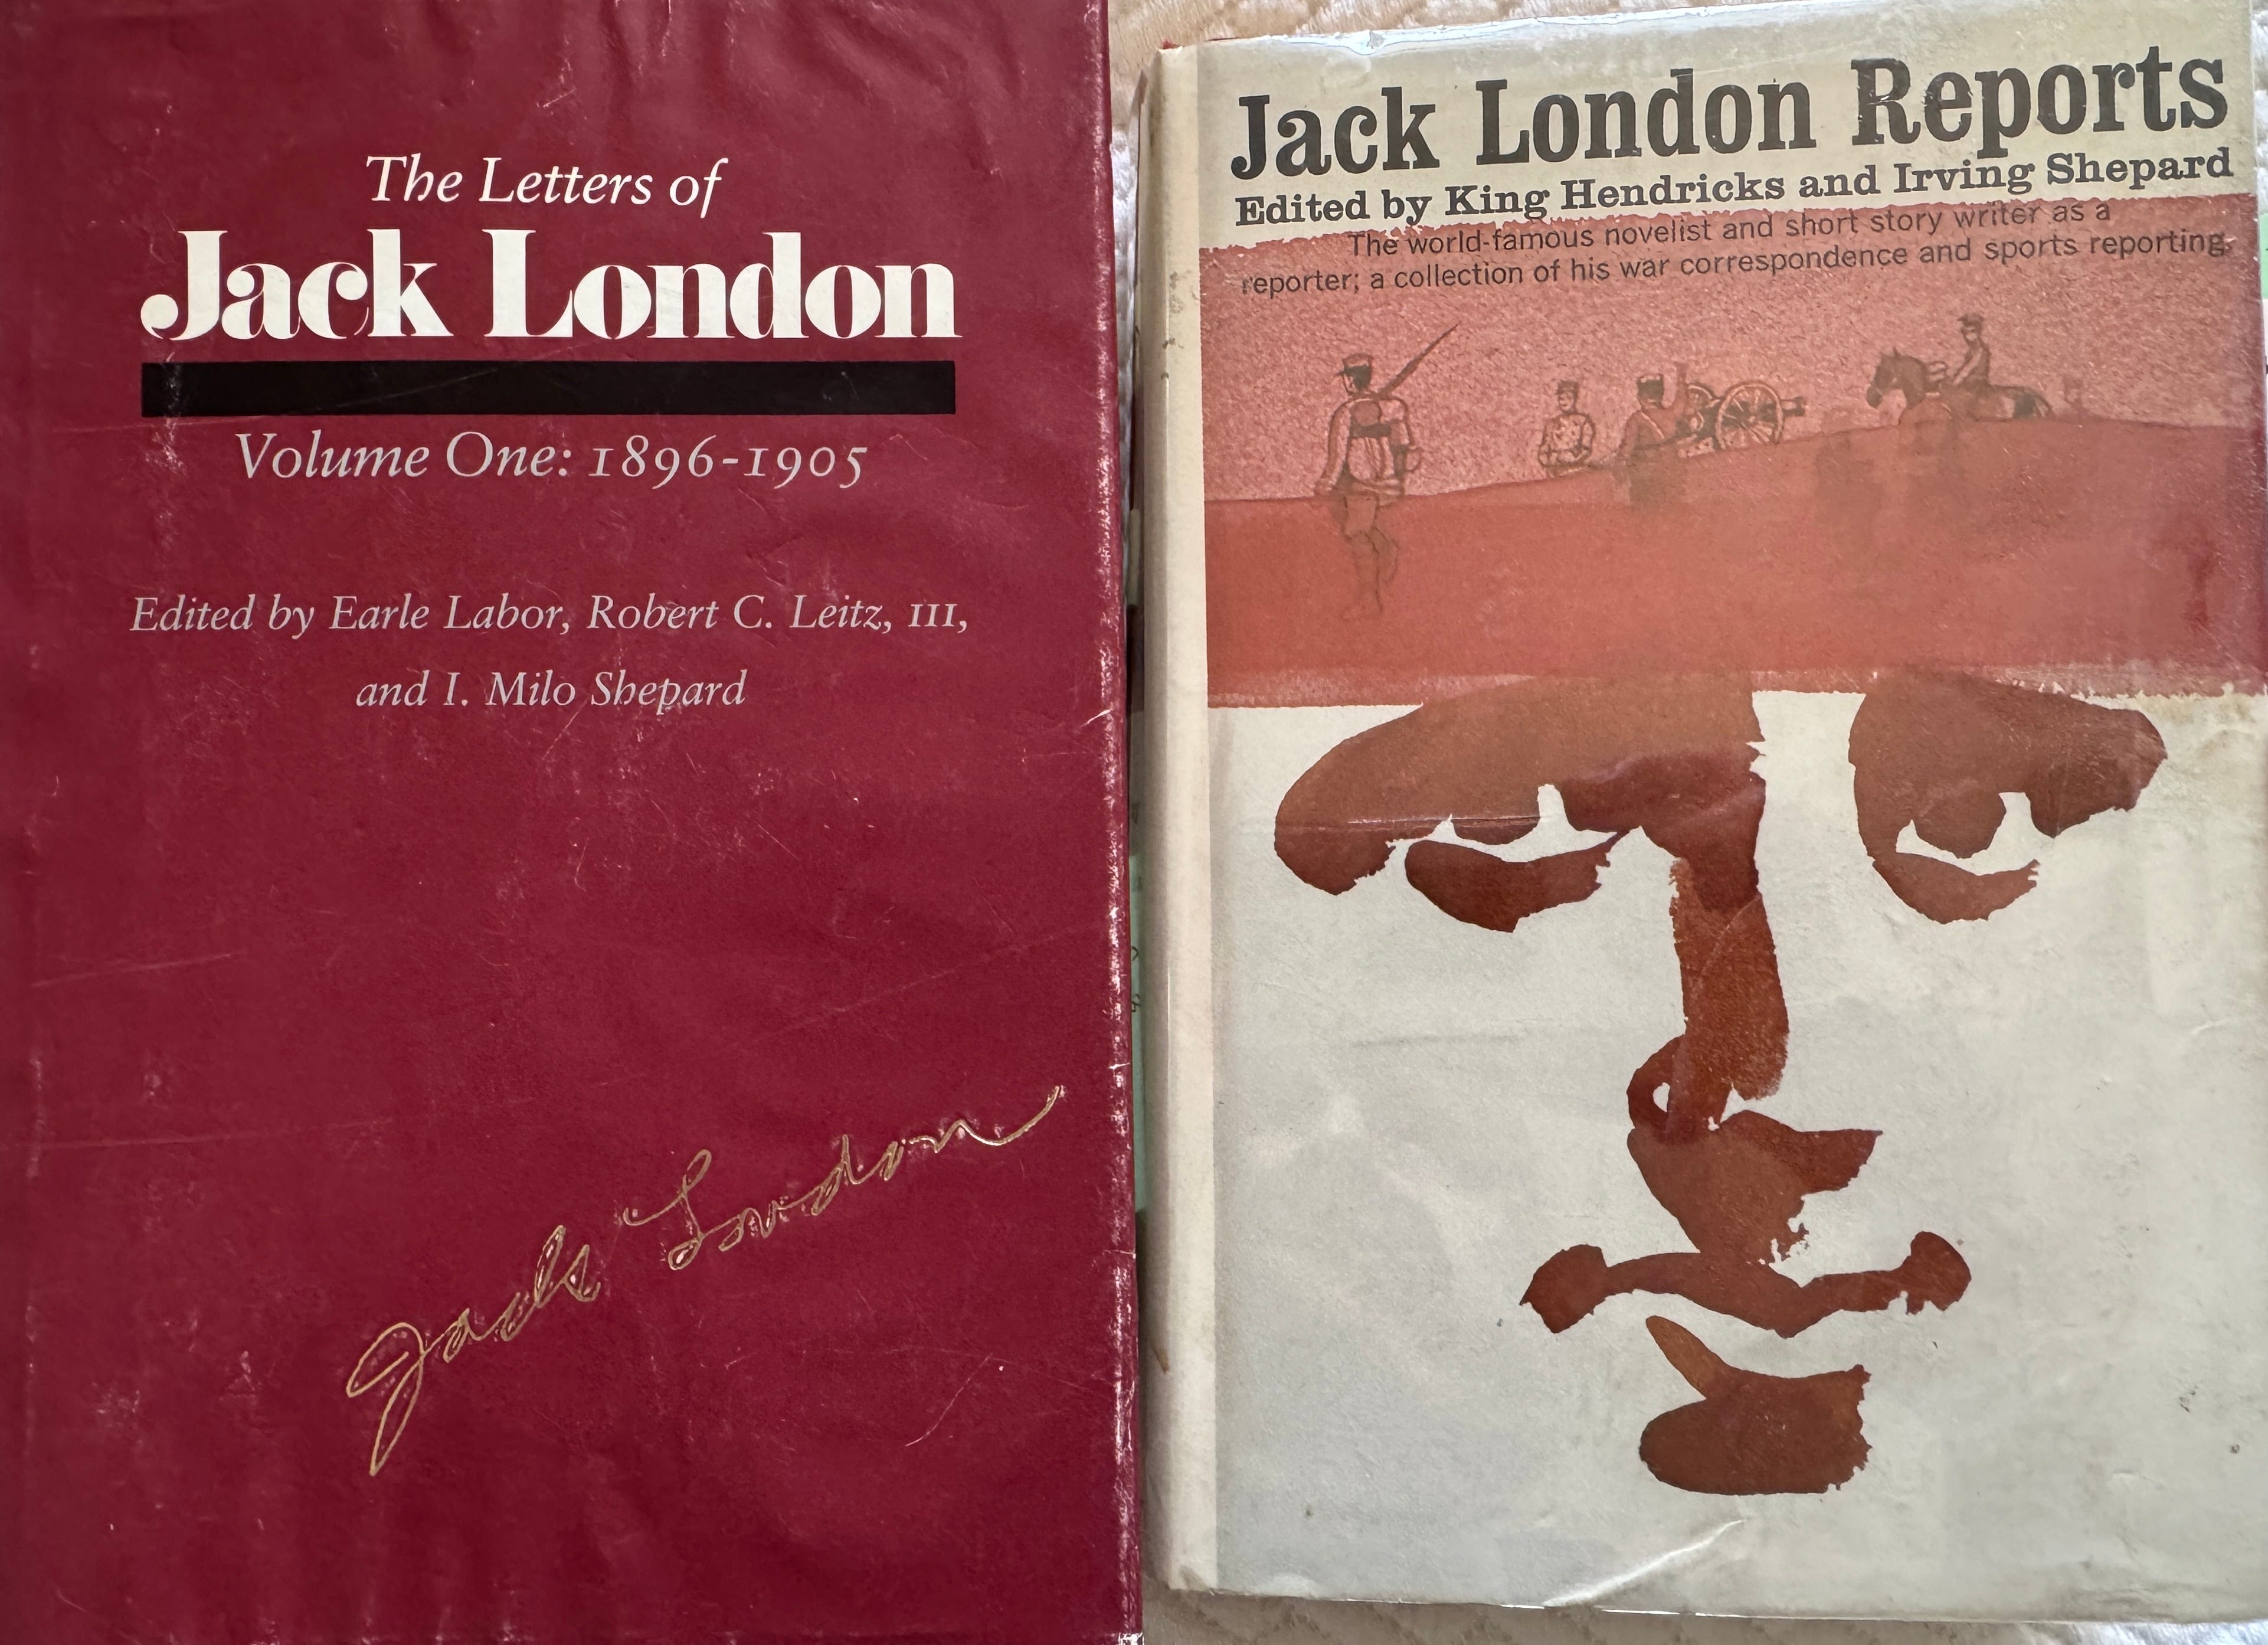 The Letters of
Jack London
Volume One: 1896-1905
Edited by Earle Labor, Robert C. Leitz, III,
and I. Milo Shepard
Jack London
Jack London Reports
Edited by King Hendricks and Irving Shepard
The world-famous novelist and short story writer as a
reporter; a collection of his war correspondence and sports reporting.